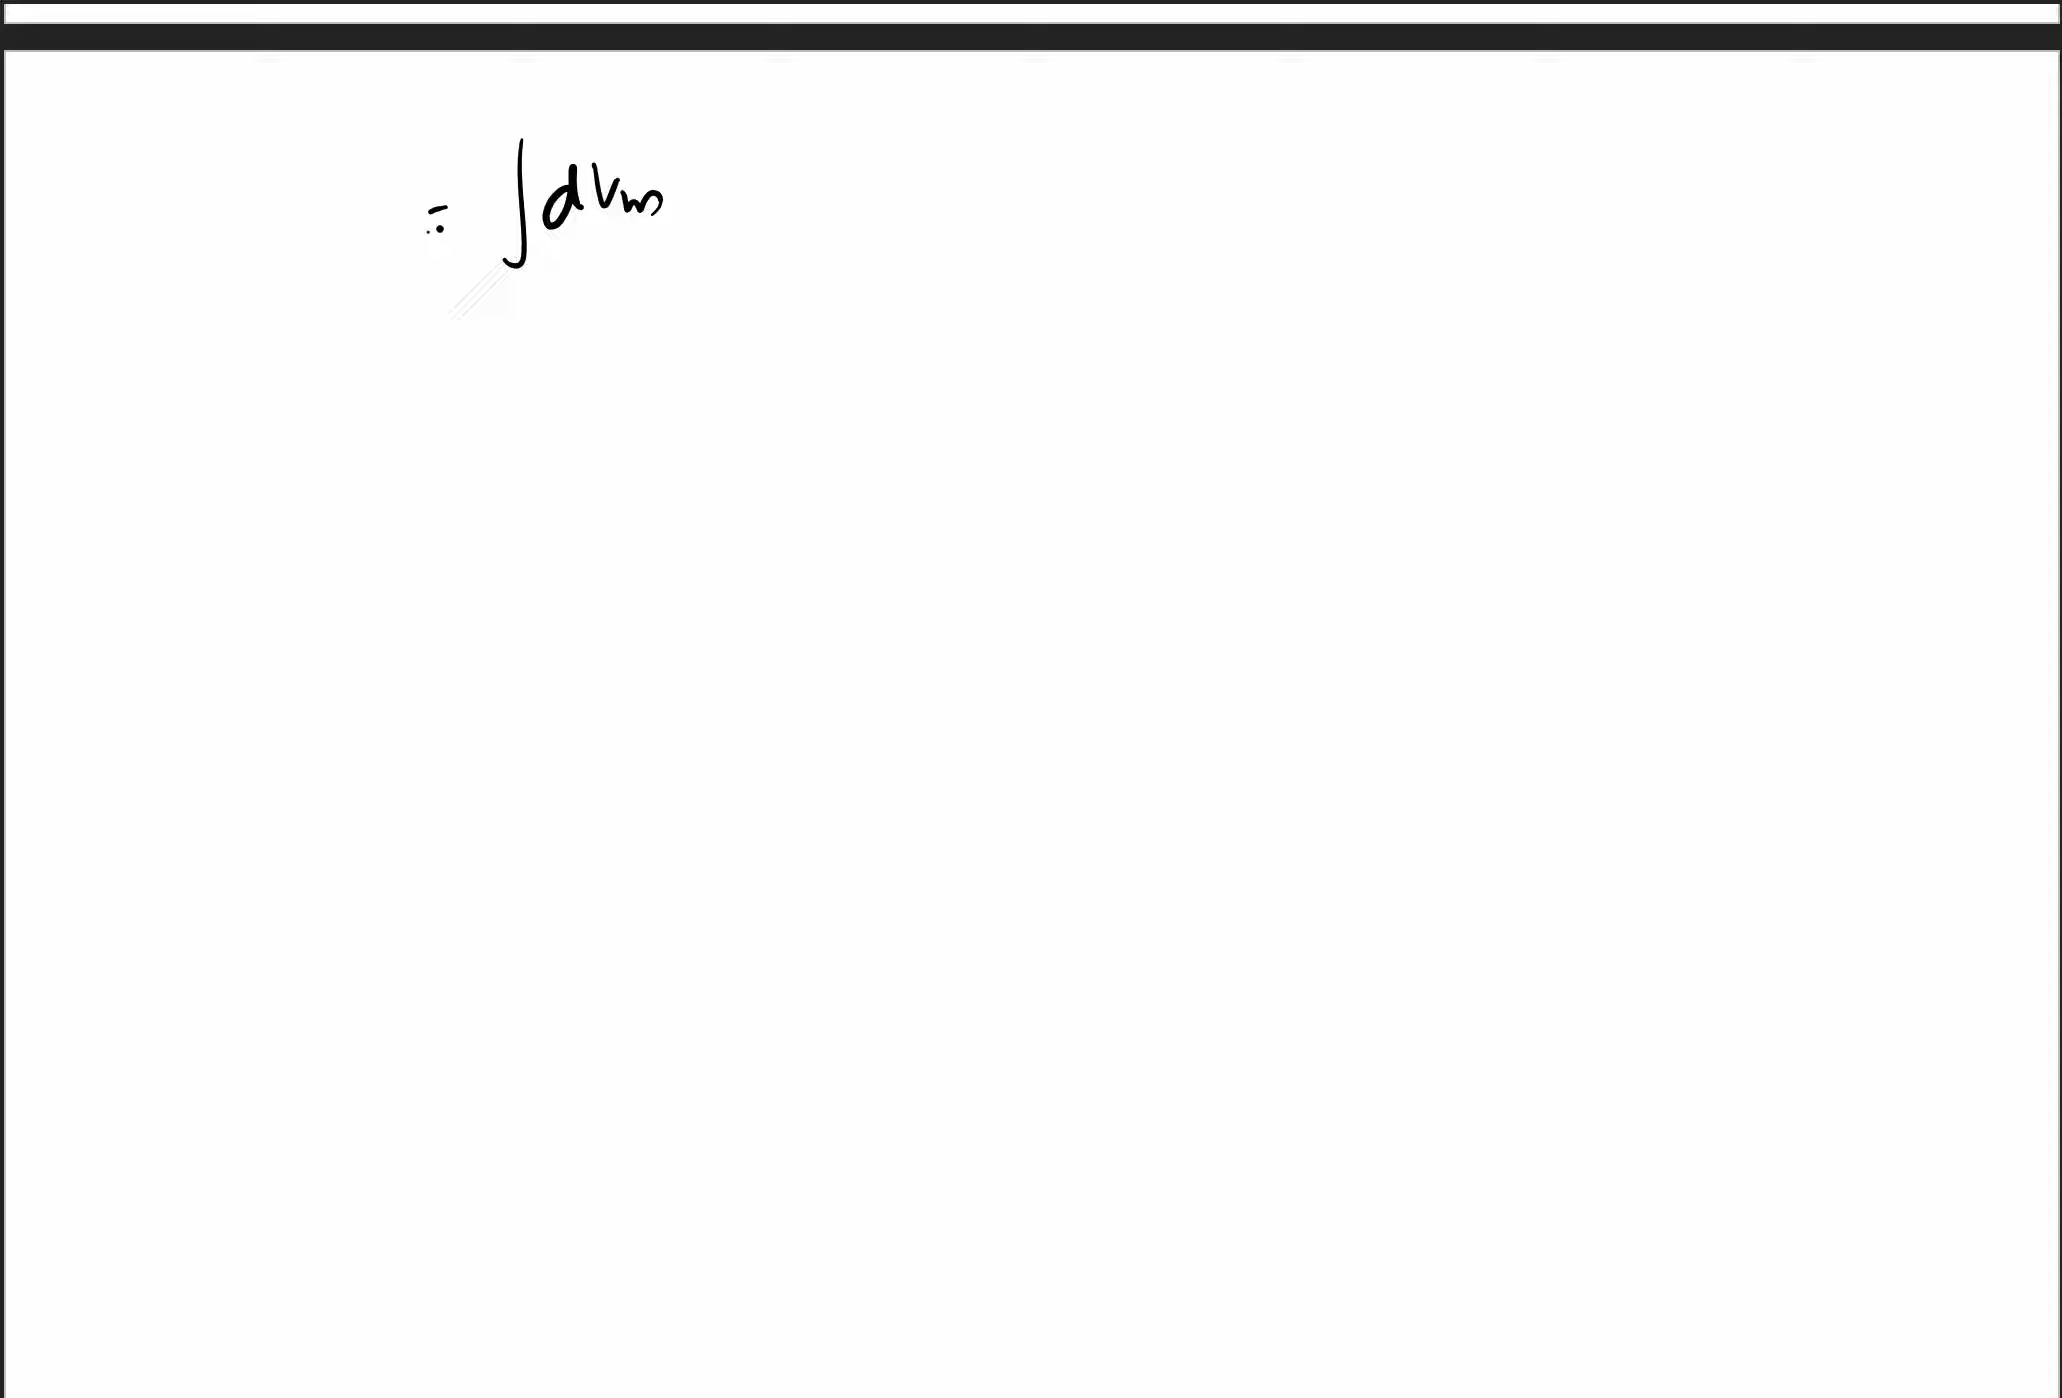 = ∫dVm